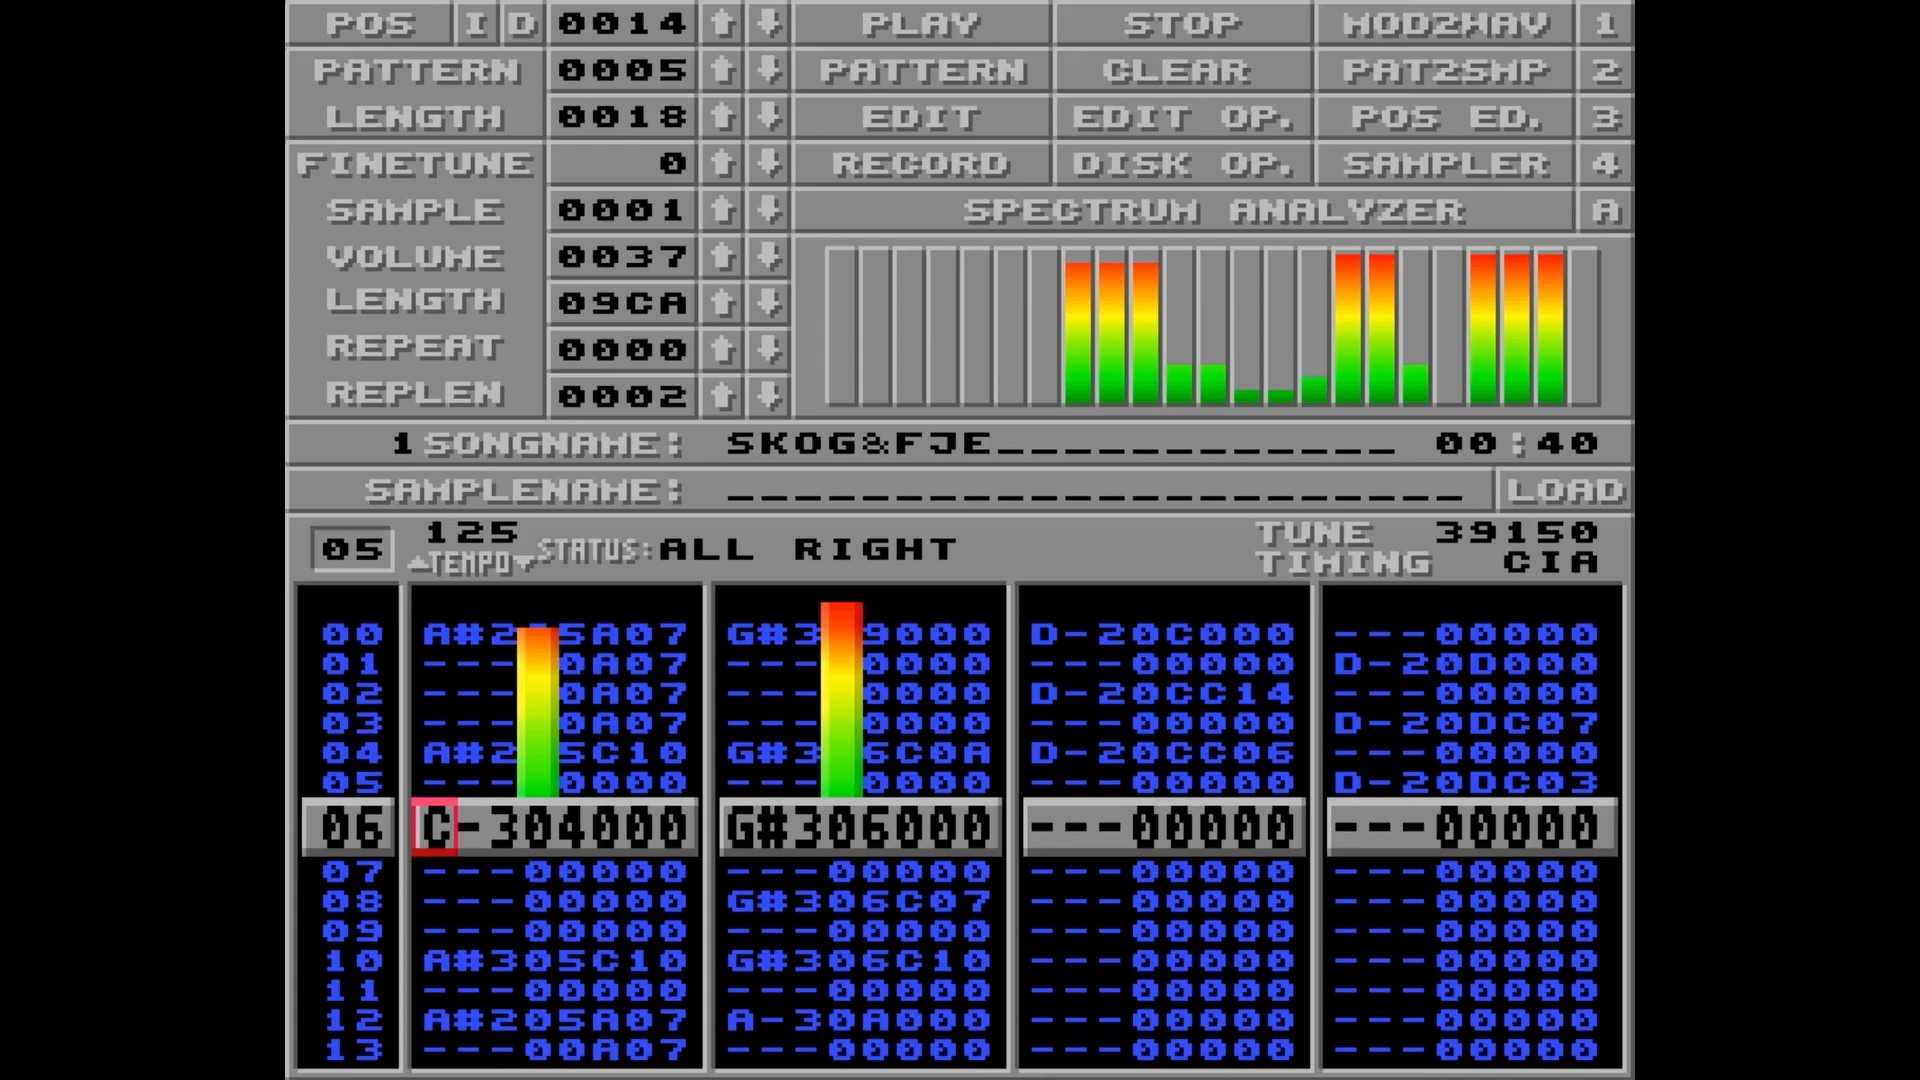 POS I D 0014 PLAY STOP MOD2WAV 1
PATTERN 0005 PATTERN CLEAR PAT2SMP 2
LENGTH 0018 EDIT EDIT OP. POS ED. 3
FINETUNE 0 RECORD DISK OP. SAMPLER 4
SAMPLE 0001 SPECTRUM ANALYZER A
VOLUME 0037
LENGTH 09CA
REPEAT 0000
REPLEN 0002
1 SONGNAME: SKOG&FJE____________ 00:40
SAMPLENAME: ______________________ LOAD
05 125 TEMPO STATUS: ALL RIGHT TUNE 39150
TIMING CIA
00 A#2 5A07 G#3 9000 D-20C000 ---00000
01 --- 0A07 --- 0000 ---00000 D-20D000
02 --- 0A07 --- 0000 D-20CC14 ---00000
03 --- 0A07 --- 0000 ---00000 D-20DC07
04 A#2 5C10 G#3 6C0A D-20CC06 ---00000
05 --- 0000 --- 0000 ---00000 D-20DC03
06 C-304000 G#306000 ---00000 ---00000
07 ---00000 ---00000 ---00000 ---00000
08 ---00000 G#306C07 ---00000 ---00000
09 ---00000 ---00000 ---00000 ---00000
10 A#305C10 G#306C10 ---00000 ---00000
11 ---00000 ---00000 ---00000 ---00000
12 A#205A07 A-30A000 ---00000 ---00000
13 ---00A07 ---00000 ---00000 ---00000